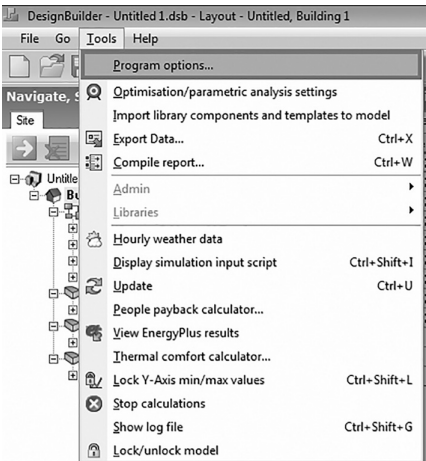 DesignBuilder - Untitled 1.dsb - Layout - Untitled, Building 1
File Go Tools Help
Program options...
Navigate, S
Optimisation/parametric analysis settings
Site
Import library components and templates to model
Export Data... Ctrl+X
Compile report... Ctrl+W
Untitle
Admin
Bu
Libraries
Hourly weather data
Display simulation input script Ctrl+Shift+I
Update Ctrl+U
People payback calculator...
View EnergyPlus results
Thermal comfort calculator...
Lock Y-Axis min/max values Ctrl+Shift+L
Stop calculations
Show log file Ctrl+Shift+G
Lock/unlock model